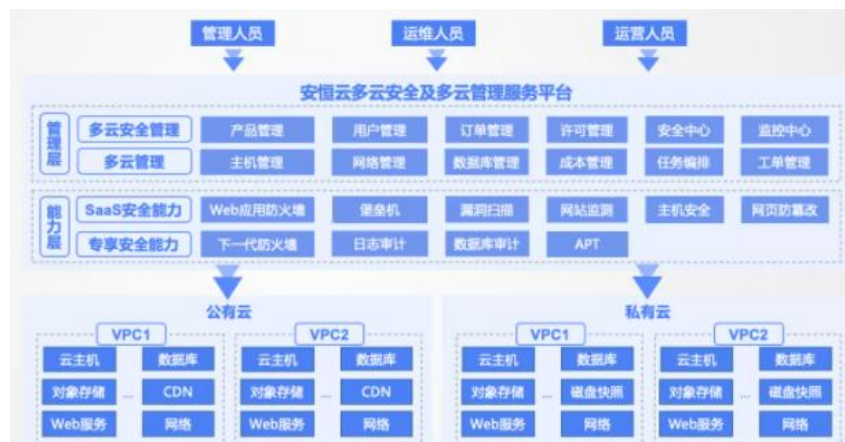 管理人员 运维人员 运营人员
安恒云多云安全及多云管理服务平台
管理层
多云安全管理 产品管理 用户管理 订单管理 许可管理 安全中心 监控中心
多云管理 主机管理 网络管理 数据库管理 成本管理 任务编排 工单管理
能力层
SaaS安全能力 Web应用防火墙 堡垒机 漏洞扫描 网站监测 主机安全 网页防篡改
专享安全能力 下一代防火墙 日志审计 数据库审计 APT
公有云 私有云
VPC1 VPC2 VPC1 VPC2
云主机 数据库 云主机 数据库 云主机 数据库 云主机 数据库
对象存储 ... CDN 对象存储 ... CDN 对象存储 ... 磁盘快照 对象存储 ... 磁盘快照
Web服务 网络 Web服务 网络 Web服务 网络 Web服务 网络